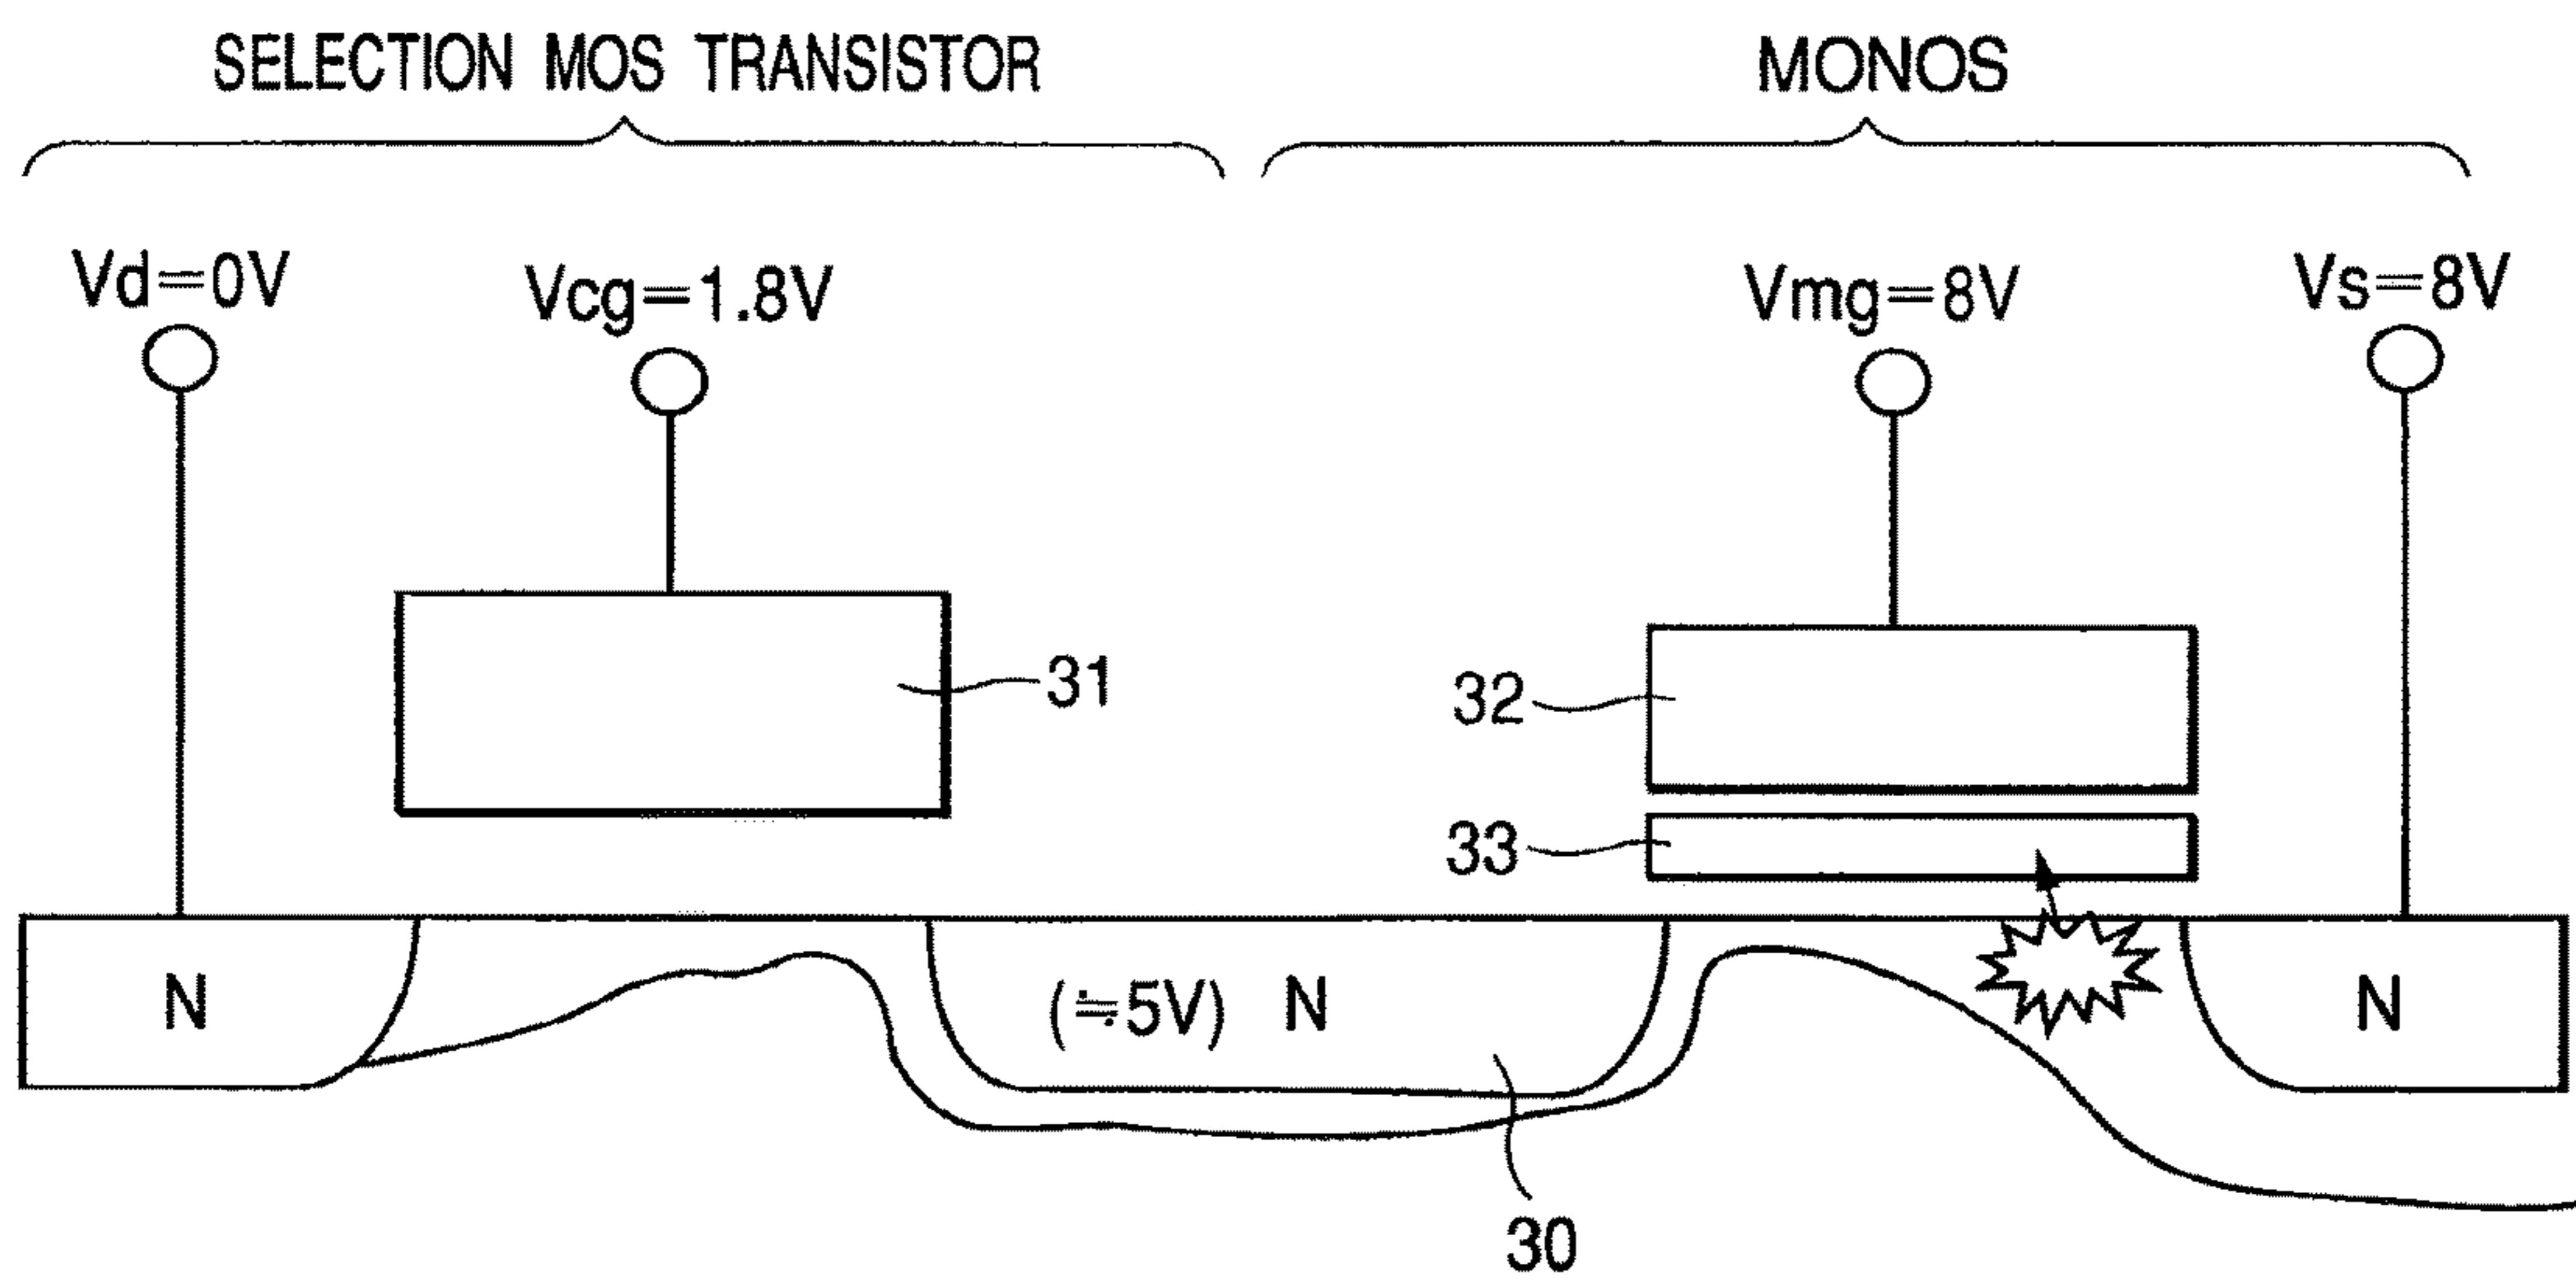 SELECTION MOS TRANSISTOR
MONOS
Vd=0V
Vcg=1.8V
Vmg=8V
Vs=8V
31
32
33
N
(≒5V) N
N
30